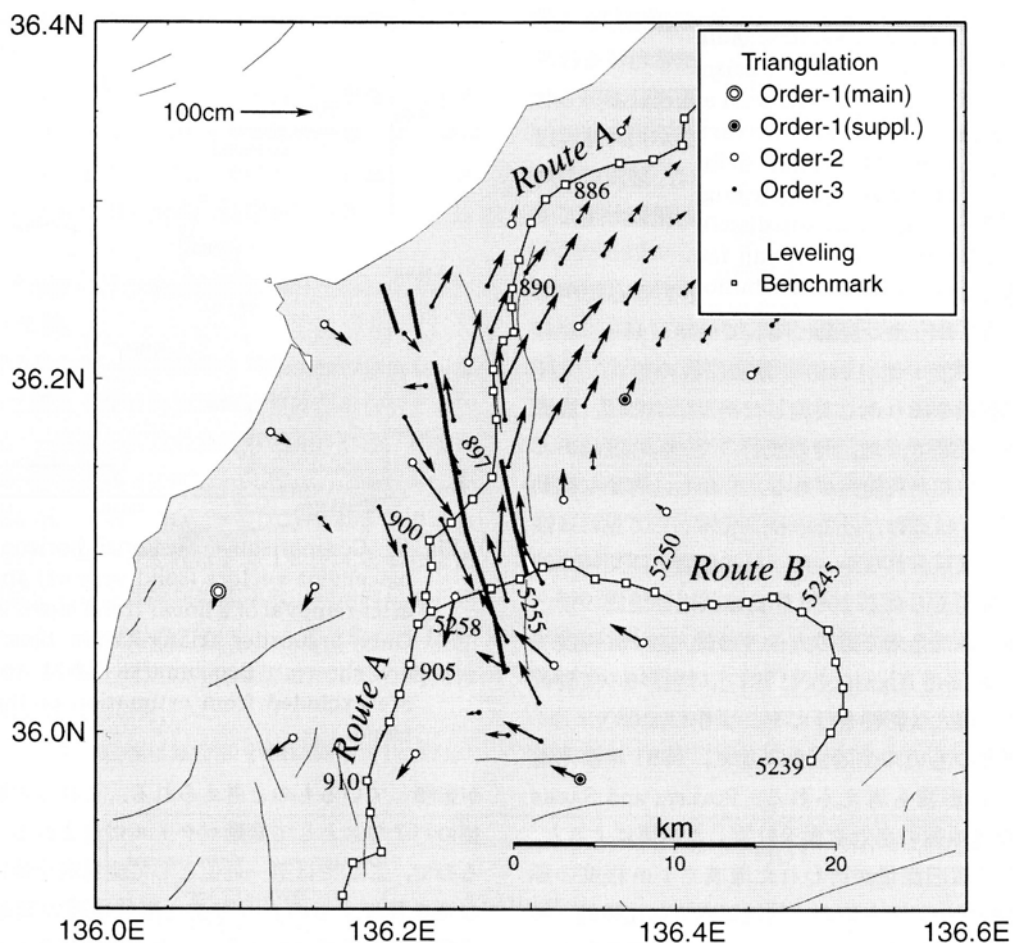 36.4N
36.2N
36.0N
35.8N
136.0E
136.2E
136.4E
136.6E
100cm
Triangulation
Order-1(main)
Order-1(suppl.)
Order-2
Order-3
Leveling
Benchmark
Route A
886
890
897
900
5250
Route B
5245
5255
5258
905
Route A
910
5239
km
0
10
20